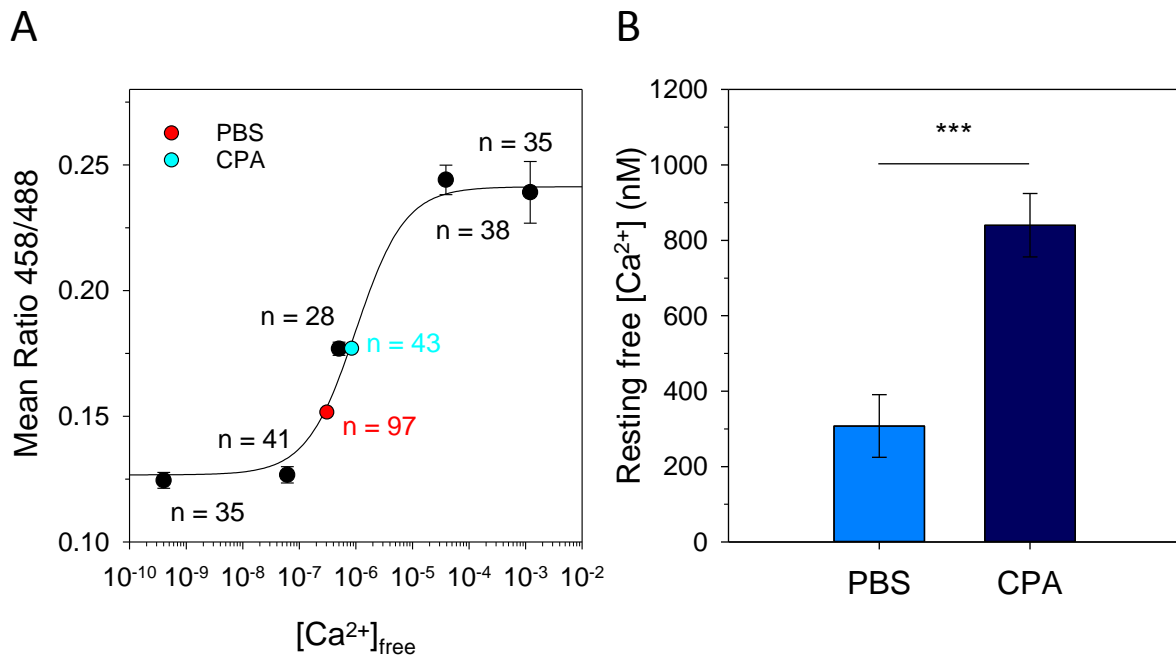 A
Mean Ratio 458/488
0.25
0.20
0.15
0.10
PBS
CPA
n = 35
n = 38
n = 28
n = 43
n = 41
n = 97
n = 35
10⁻¹⁰ 10⁻⁹ 10⁻⁸ 10⁻⁷ 10⁻⁶ 10⁻⁵ 10⁻⁴ 10⁻³ 10⁻²
[Ca²⁺]free
B
Resting free [Ca²⁺] (nM)
1200
1000
800
600
400
200
0
***
PBS CPA